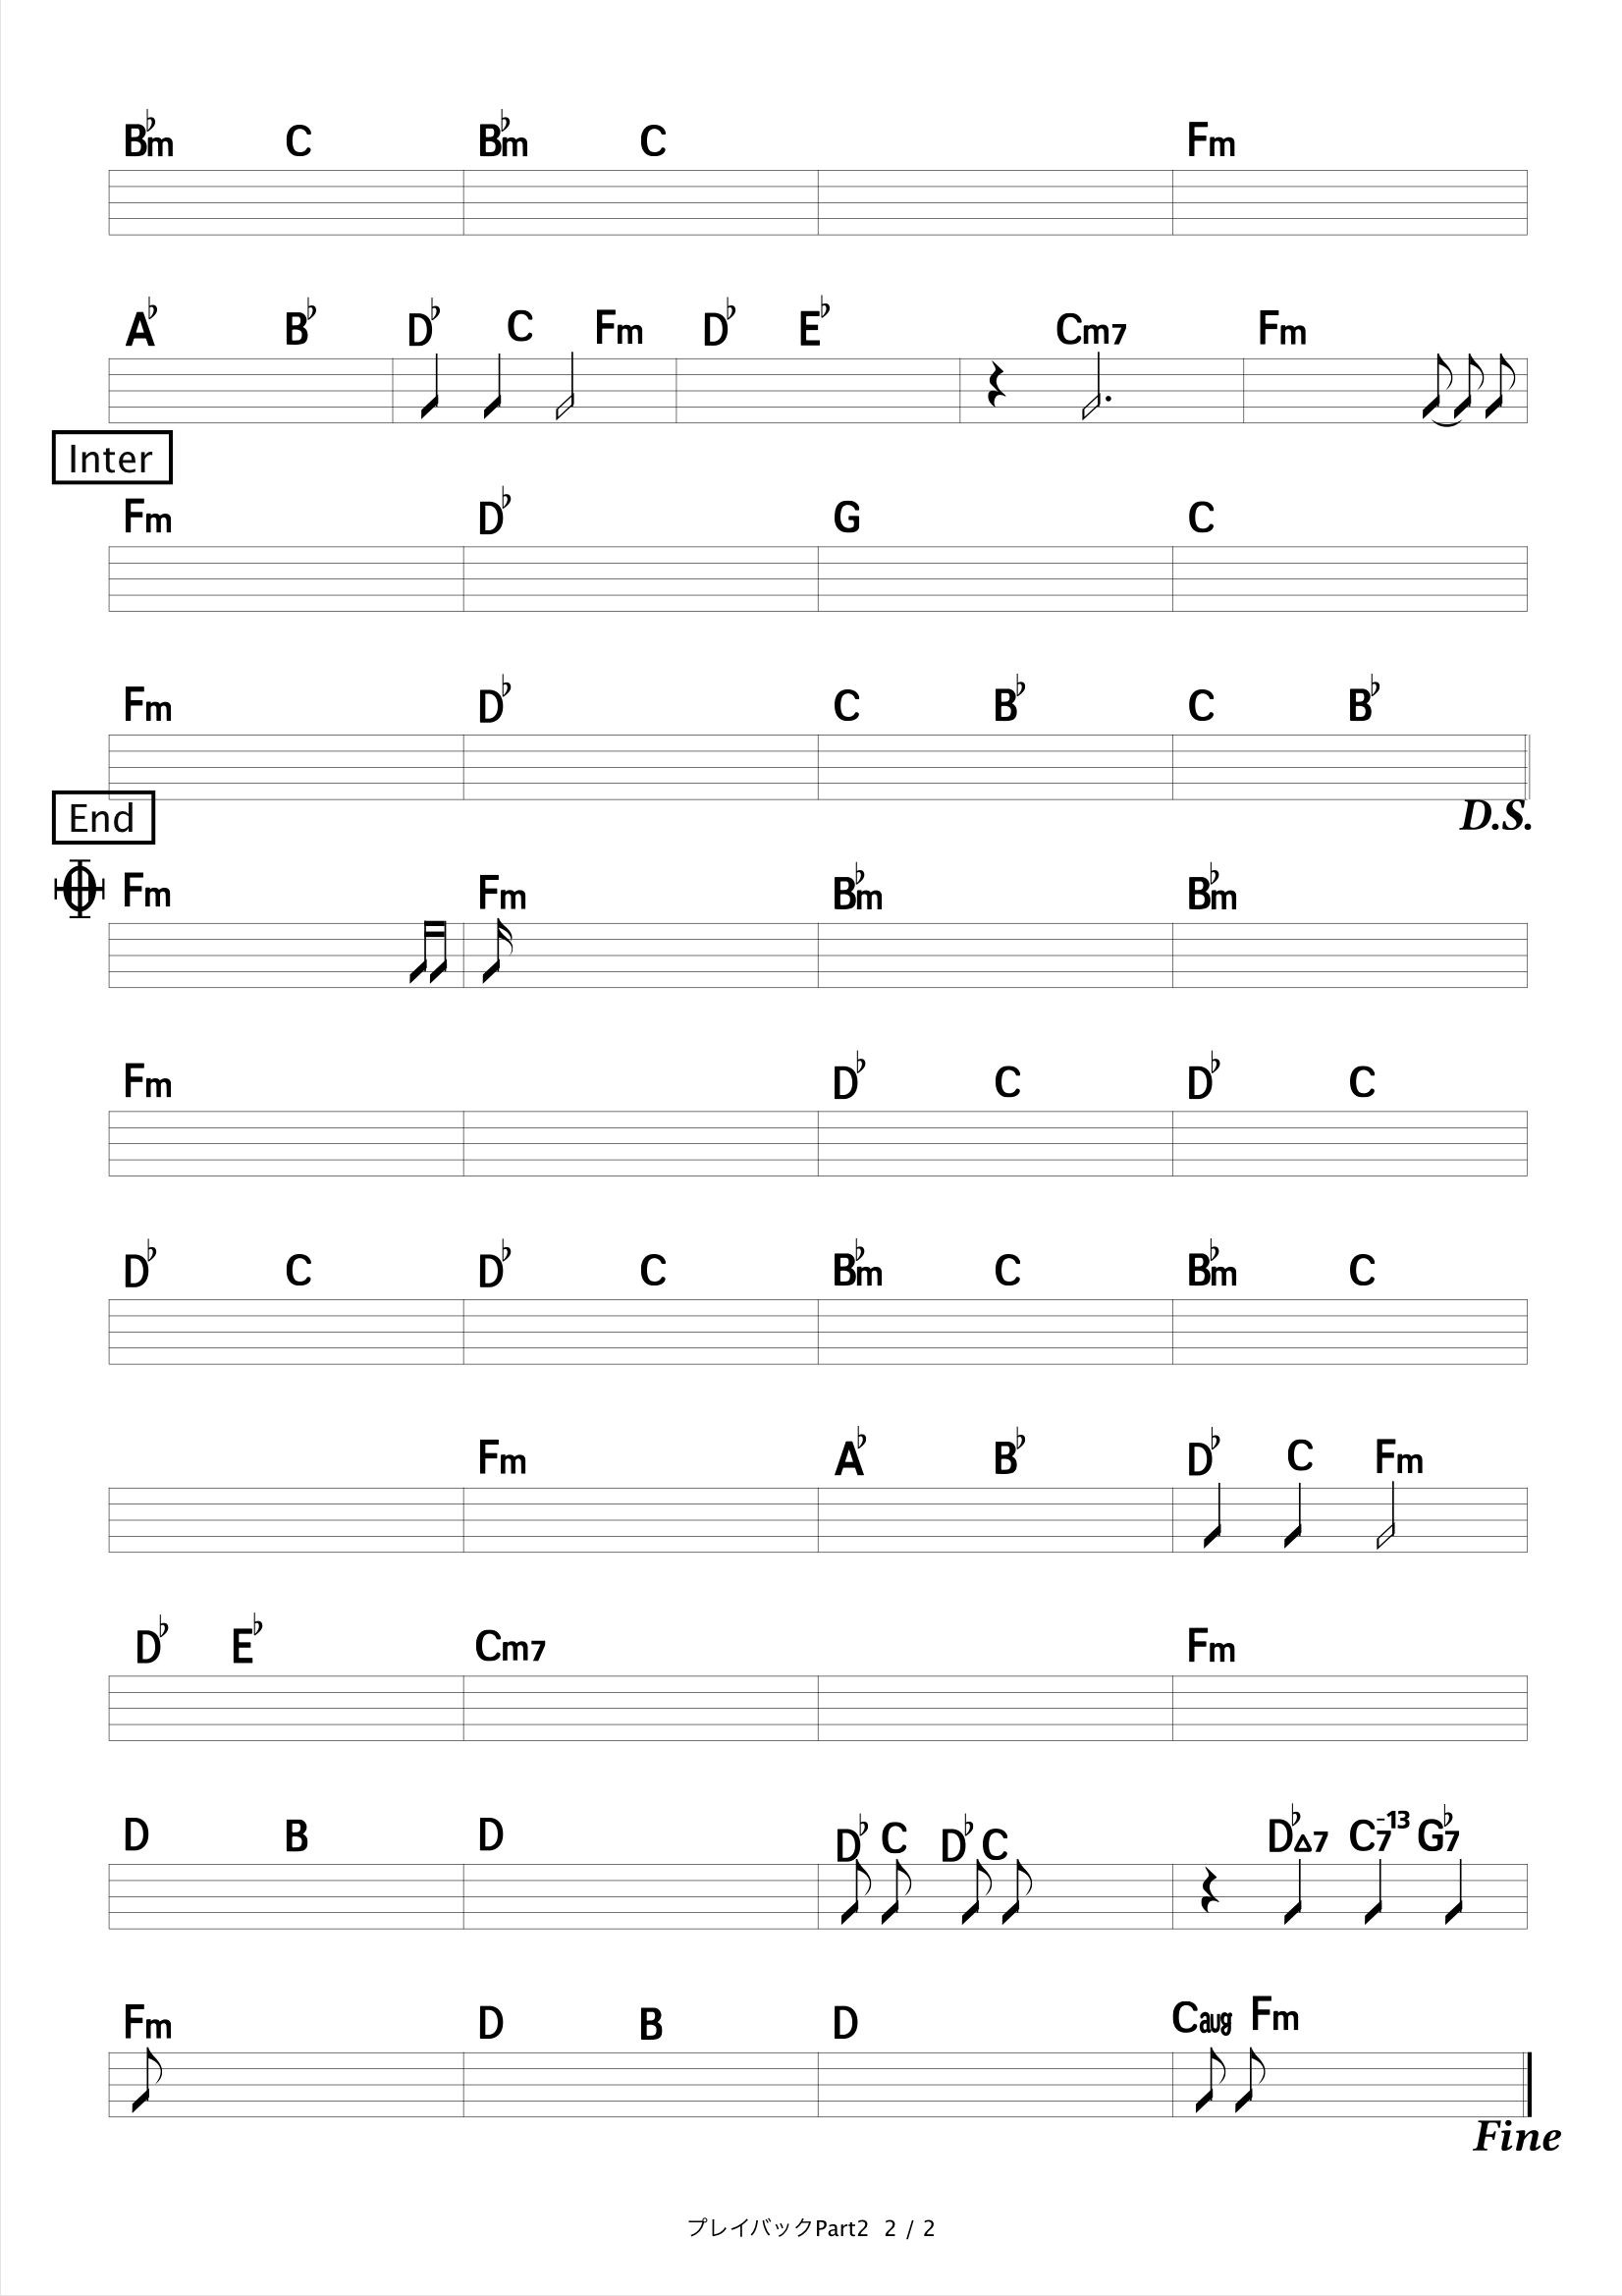 B♭m C B♭m C Fm
A♭ B♭ D♭ C Fm D♭ E♭ Cm7 Fm
Inter
Fm D♭ G C
Fm D♭ C B♭ C B♭
D.S.
End
Fm Fm B♭m B♭m
Fm D♭ C D♭ C
D♭ C D♭ C B♭m C B♭m C
Fm A♭ B♭ D♭ C Fm
D♭ E♭ Cm7 Fm
D B D D♭ C D♭ C D♭△7 C7-13 G♭7
Fm D B D Caug Fm
Fine
プレイバックPart2 2 / 2